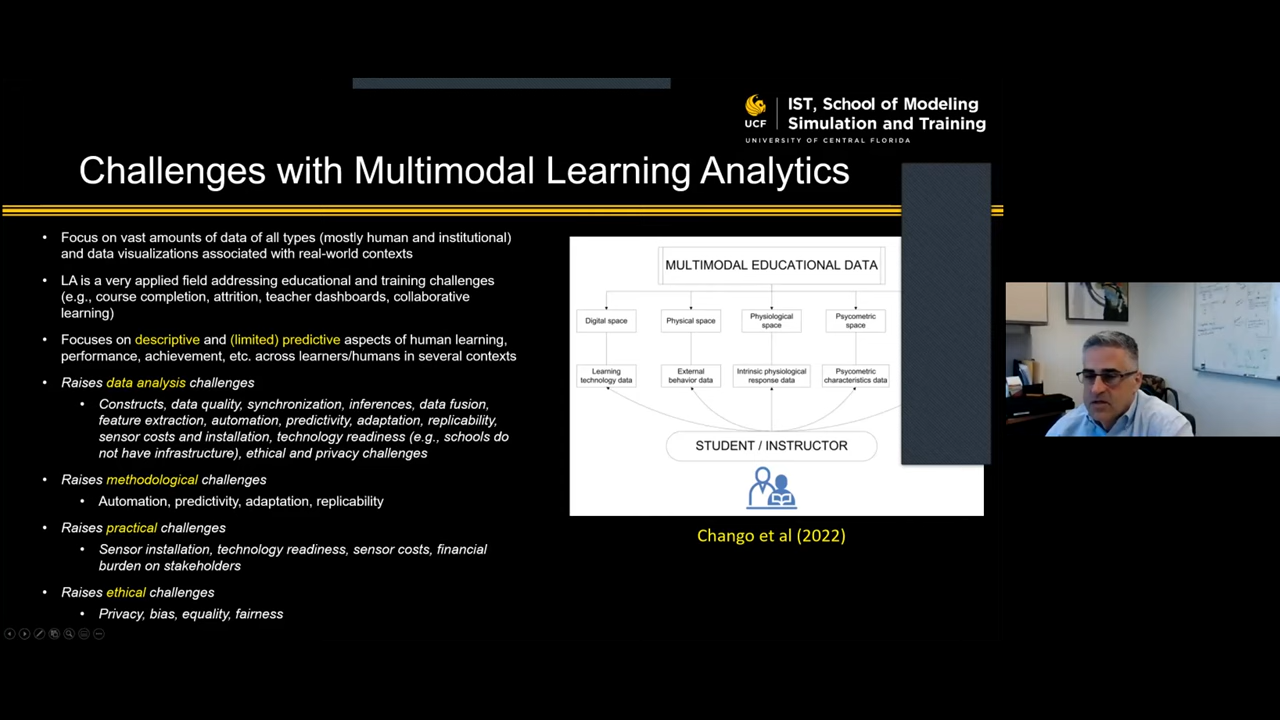 UCF
IST, School of Modeling
Simulation and Training
UNIVERSITY OF CENTRAL FLORIDA
Challenges with Multimodal Learning Analytics
• Focus on vast amounts of data of all types (mostly human and institutional)
and data visualizations associated with real-world contexts
• LA is a very applied field addressing educational and training challenges
(e.g., course completion, attrition, teacher dashboards, collaborative
learning)
• Focuses on descriptive and (limited) predictive aspects of human learning,
performance, achievement, etc. across learners/humans in several contexts
• Raises data analysis challenges
• Constructs, data quality, synchronization, inferences, data fusion,
feature extraction, automation, predictivity, adaptation, replicability,
sensor costs and installation, technology readiness (e.g., schools do
not have infrastructure), ethical and privacy challenges
• Raises methodological challenges
• Automation, predictivity, adaptation, replicability
• Raises practical challenges
• Sensor installation, technology readiness, sensor costs, financial
burden on stakeholders
• Raises ethical challenges
• Privacy, bias, equality, fairness
MULTIMODAL EDUCATIONAL DATA
Digital space
Physical space
Physiological
space
Psycometric
space
Learning
technology data
External
behavior data
Intrinsic physiological
response data
Psycometric
characteristics data
STUDENT / INSTRUCTOR
Chango et al (2022)